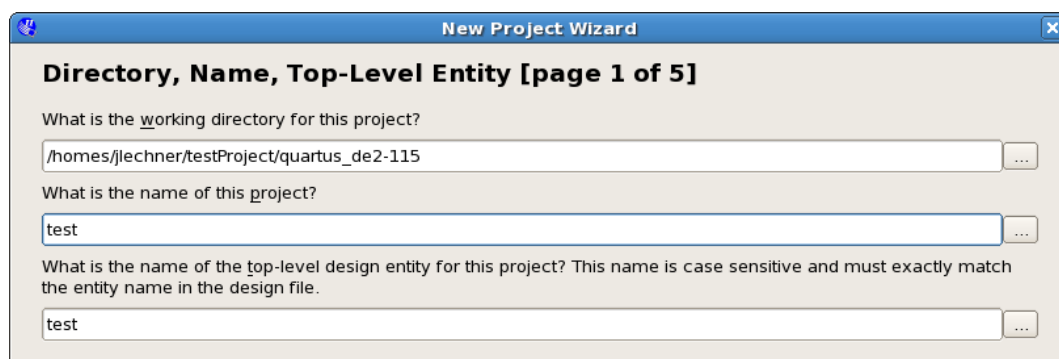 New Project Wizard
Directory, Name, Top-Level Entity [page 1 of 5]
What is the working directory for this project?
/homes/jlechner/testProject/quartus_de2-115
...
What is the name of this project?
test
...
What is the name of the top-level design entity for this project? This name is case sensitive and must exactly match
the entity name in the design file.
test
...